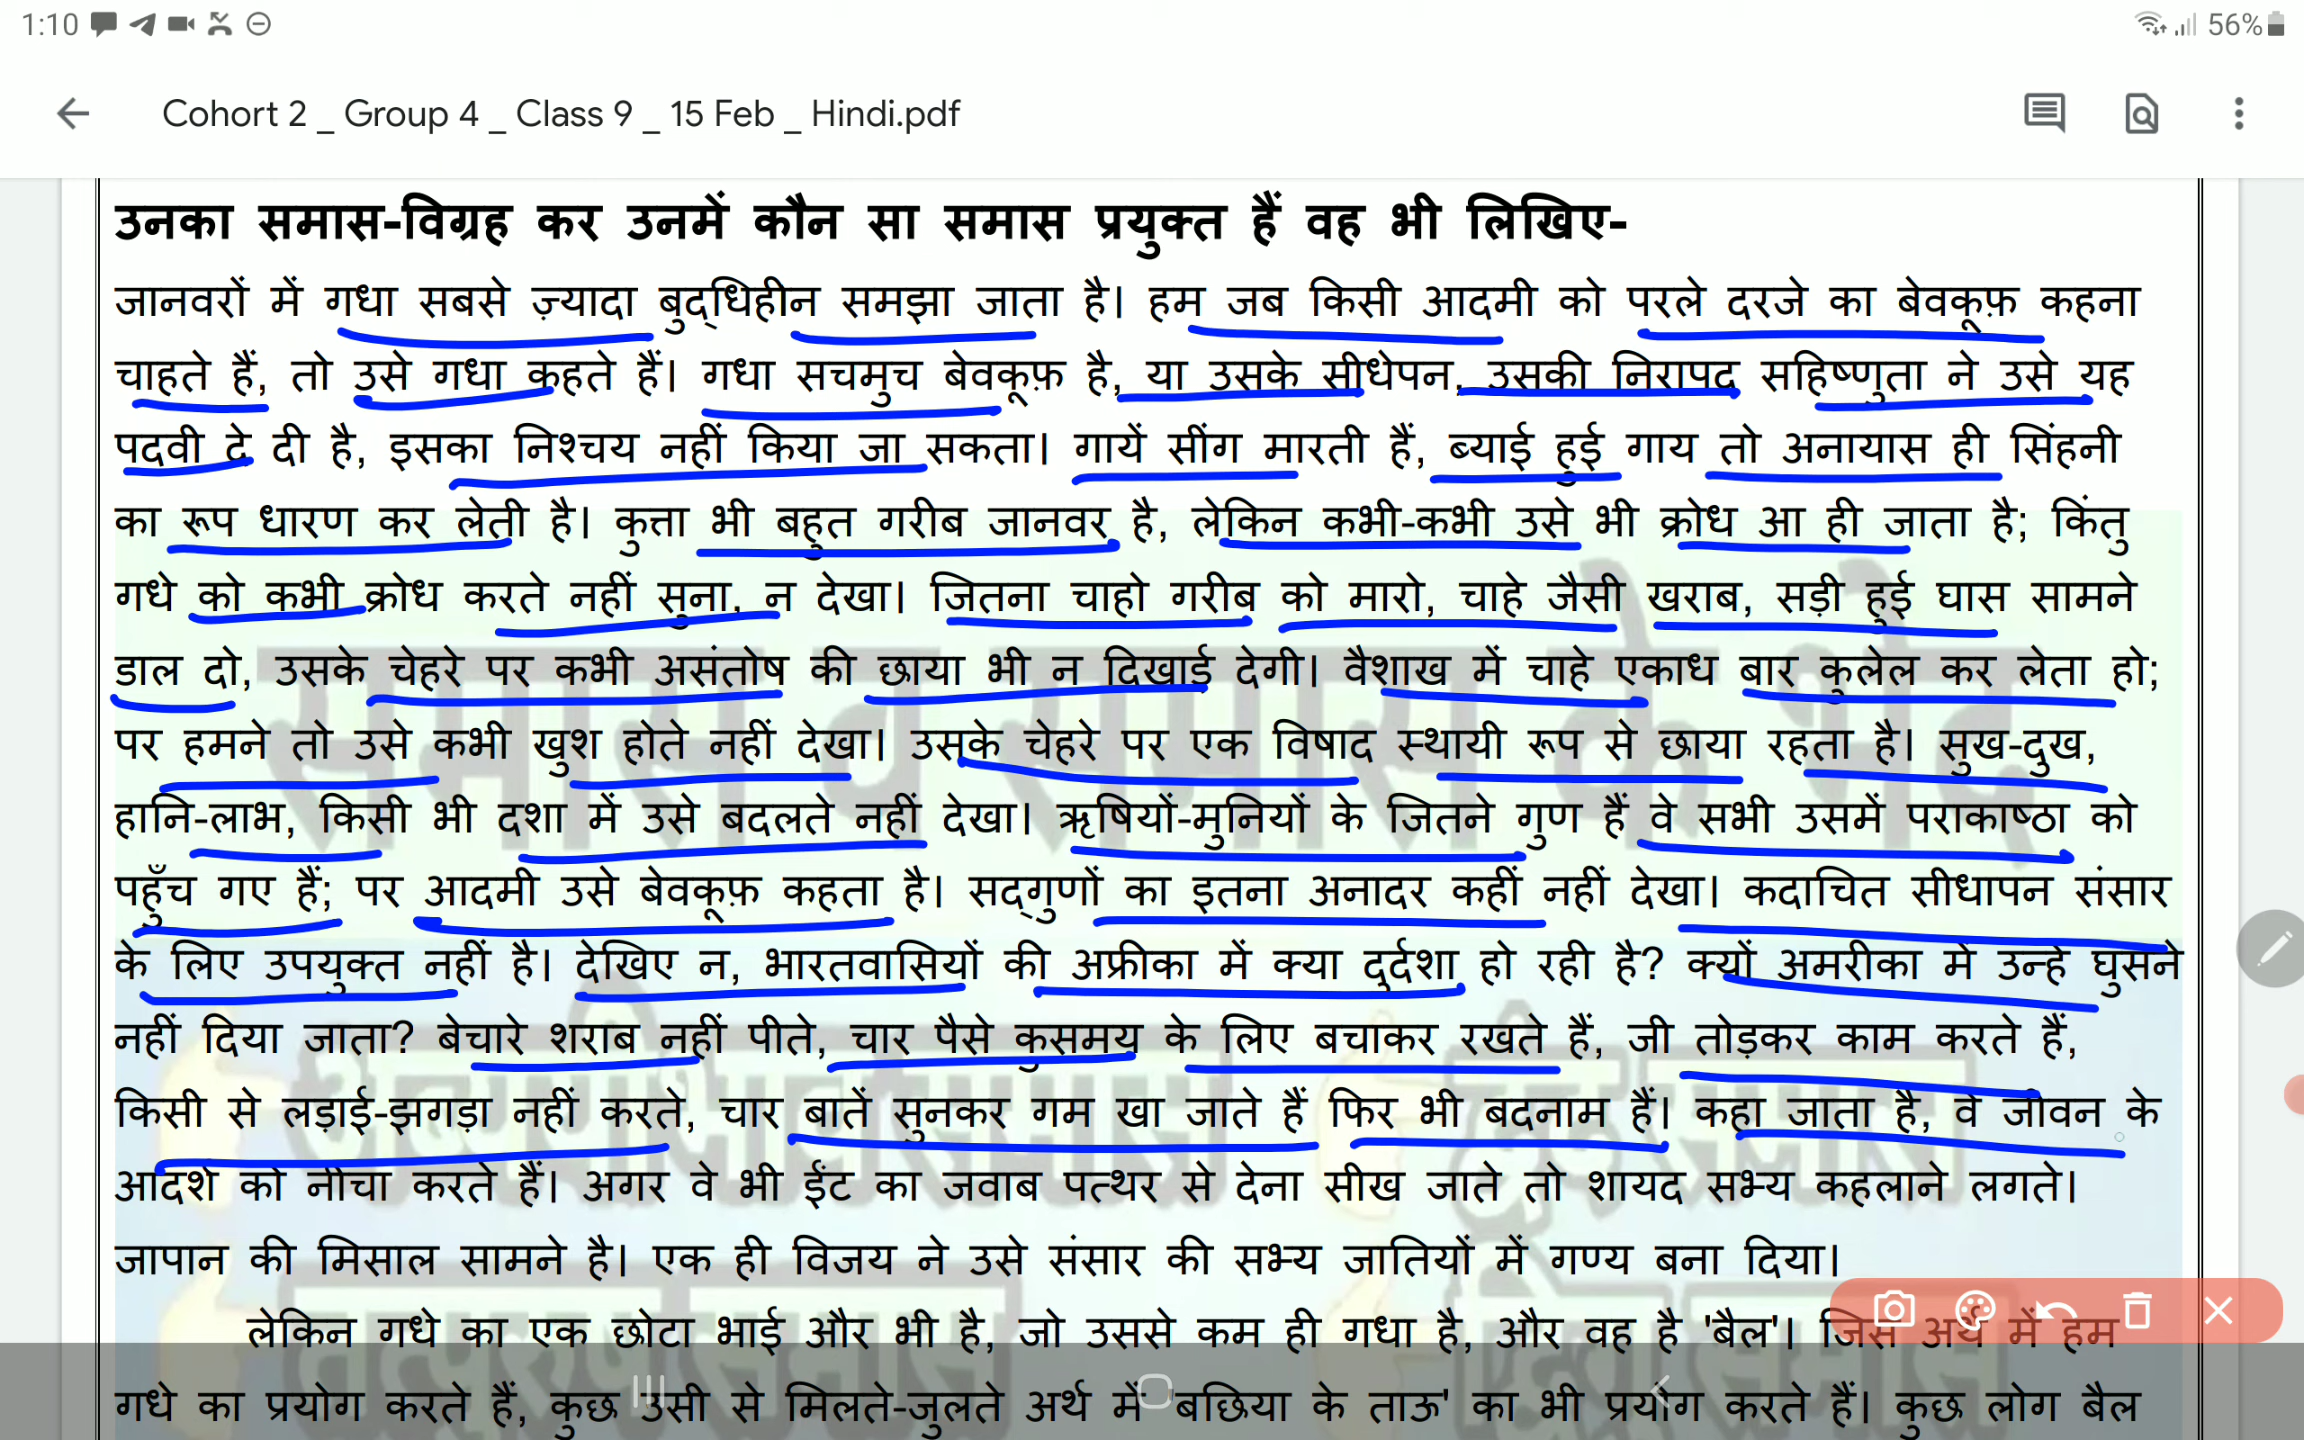 1:10 56%
Cohort 2 _ Group 4 _ Class 9 _ 15 Feb _ Hindi.pdf
उनका समास-विग्रह कर उनमें कौन सा समास प्रयुक्त हैं वह भी लिखिए-
जानवरों में गधा सबसे ज़्यादा बुद्धिहीन समझा जाता है। हम जब किसी आदमी को परले दरजे का बेवकूफ़ कहना
चाहते हैं, तो उसे गधा कहते हैं। गधा सचमुच बेवकूफ़ है, या उसके सीधेपन, उसकी निरापद सहिष्णुता ने उसे यह
पदवी दे दी है, इसका निश्चय नहीं किया जा सकता। गायें सींग मारती हैं, ब्याई हुई गाय तो अनायास ही सिंहनी
का रूप धारण कर लेती है। कुत्ता भी बहुत गरीब जानवर है, लेकिन कभी-कभी उसे भी क्रोध आ ही जाता है; किंतु
गधे को कभी क्रोध करते नहीं सुना, न देखा। जितना चाहो गरीब को मारो, चाहे जैसी खराब, सड़ी हुई घास सामने
डाल दो, उसके चेहरे पर कभी असंतोष की छाया भी न दिखाई देगी। वैशाख में चाहे एकाध बार कुलेल कर लेता हो;
पर हमने तो उसे कभी खुश होते नहीं देखा। उसके चेहरे पर एक विषाद स्थायी रूप से छाया रहता है। सुख-दुख,
हानि-लाभ, किसी भी दशा में उसे बदलते नहीं देखा। ऋषियों-मुनियों के जितने गुण हैं वे सभी उसमें पराकाष्ठा को
पहुँच गए हैं; पर आदमी उसे बेवकूफ़ कहता है। सद्गुणों का इतना अनादर कहीं नहीं देखा। कदाचित सीधापन संसार
के लिए उपयुक्त नहीं है। देखिए न, भारतवासियों की अफ्रीका में क्या दुर्दशा हो रही है? क्यों अमरीका में उन्हें घुसने
नहीं दिया जाता? बेचारे शराब नहीं पीते, चार पैसे कुसमय के लिए बचाकर रखते हैं, जी तोड़कर काम करते हैं,
किसी से लड़ाई-झगड़ा नहीं करते, चार बातें सुनकर गम खा जाते हैं फिर भी बदनाम हैं। कहा जाता है, वे जीवन के
आदर्श को नीचा करते हैं। अगर वे भी ईंट का जवाब पत्थर से देना सीख जाते तो शायद सभ्य कहलाने लगते।
जापान की मिसाल सामने है। एक ही विजय ने उसे संसार की सभ्य जातियों में गण्य बना दिया।
लेकिन गधे का एक छोटा भाई और भी है, जो उससे कम ही गधा है, और वह है 'बैल'। जिस अर्थ में हम
गधे का प्रयोग करते हैं, कुछ उसी से मिलते-जुलते अर्थ में 'बछिया के ताऊ' का भी प्रयोग करते हैं। कुछ लोग बैल
समास व समास के भेद
अव्ययीभाव समास द्वंद्व समास
तत्पुरुष समास द्विगु समास